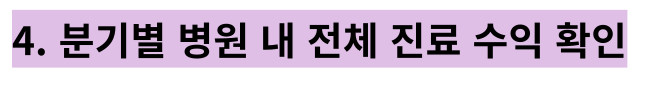 4. 분기별 병원 내 전체 진료 수익 확인